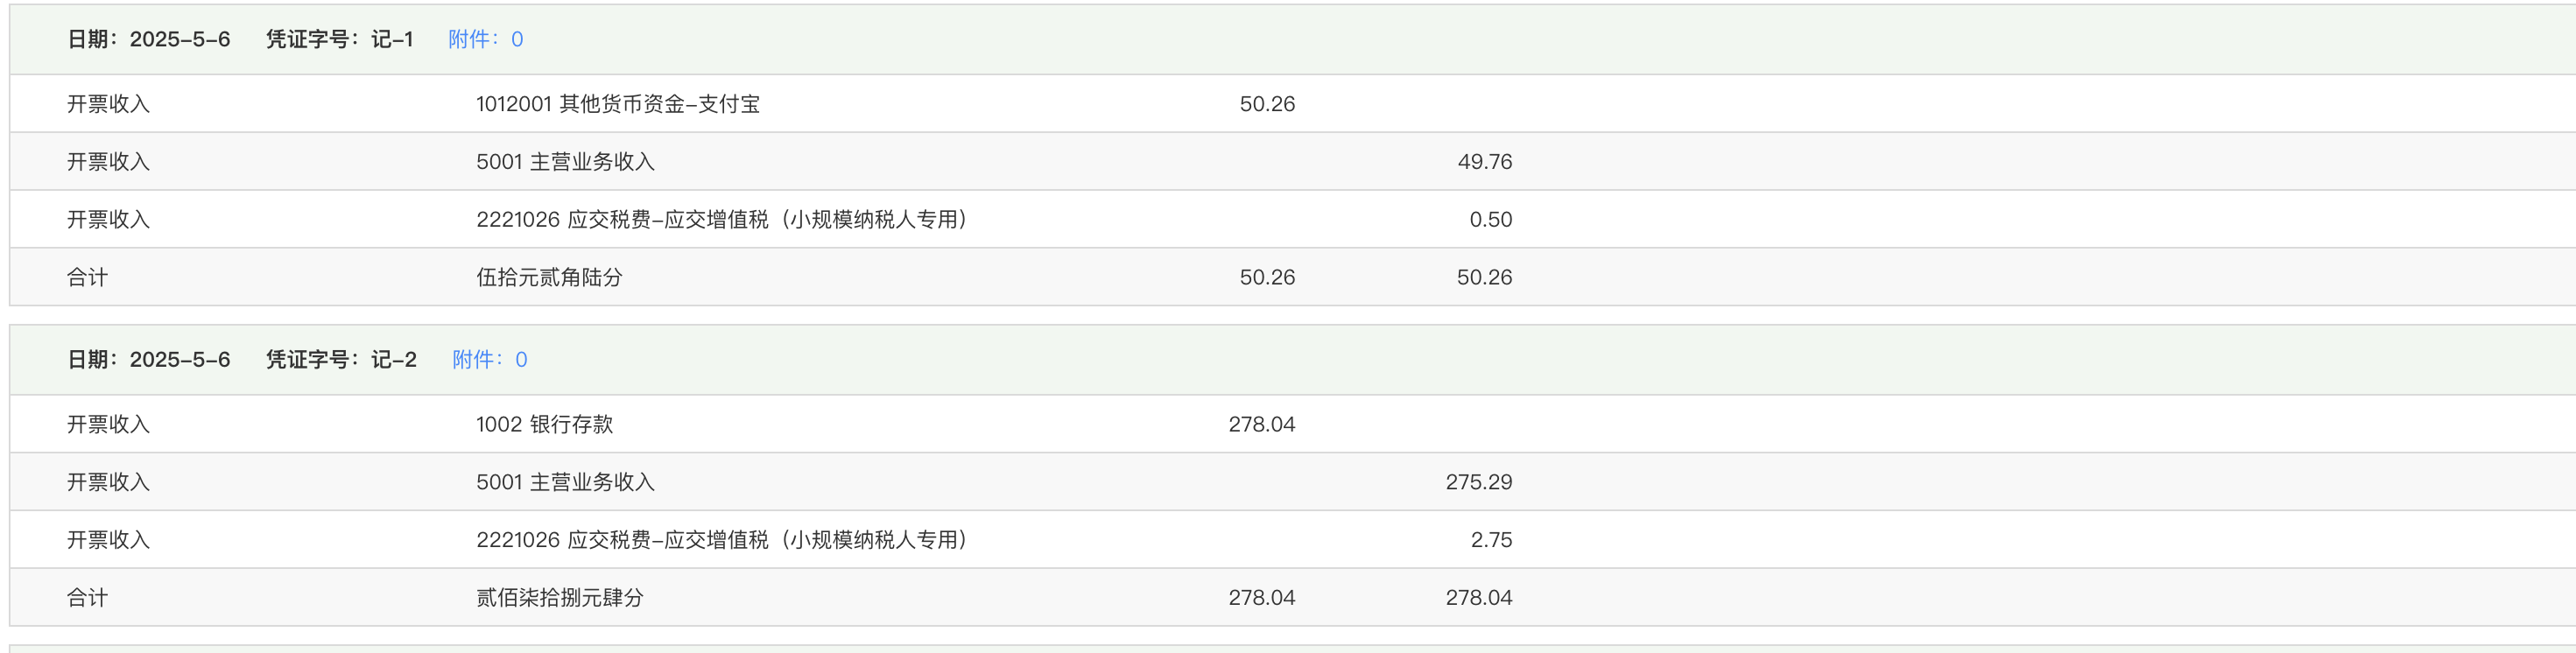 日期：2025-5-6 凭证字号：记-1 附件：0
开票收入 1012001 其他货币资金-支付宝 50.26
开票收入 5001 主营业务收入 49.76
开票收入 2221026 应交税费-应交增值税（小规模纳税人专用） 0.50
合计 伍拾元贰角陆分 50.26 50.26
日期：2025-5-6 凭证字号：记-2 附件：0
开票收入 1002 银行存款 278.04
开票收入 5001 主营业务收入 275.29
开票收入 2221026 应交税费-应交增值税（小规模纳税人专用） 2.75
合计 贰佰柒拾捌元肆分 278.04 278.04